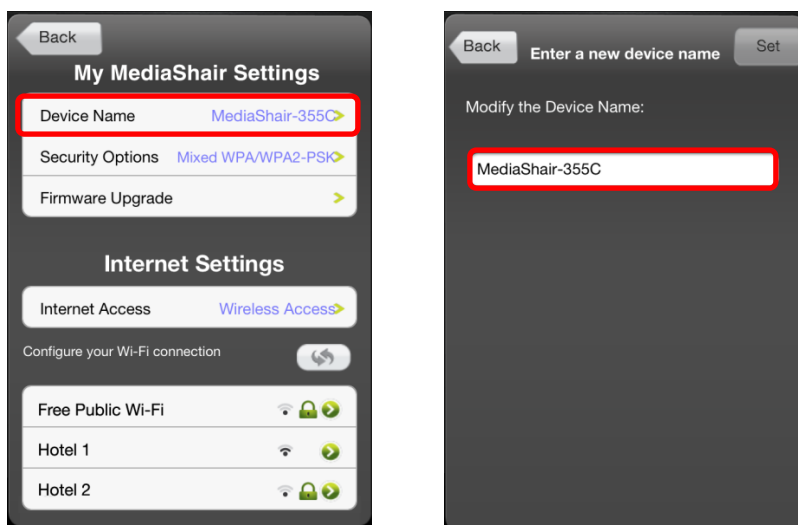 Back
My MediaShair Settings
Device Name MediaShair-355C
Security Options Mixed WPA/WPA2-PSK
Firmware Upgrade
Internet Settings
Internet Access Wireless Access
Configure your Wi-Fi connection
Free Public Wi-Fi
Hotel 1
Hotel 2
Back Enter a new device name Set
Modify the Device Name:
MediaShair-355C